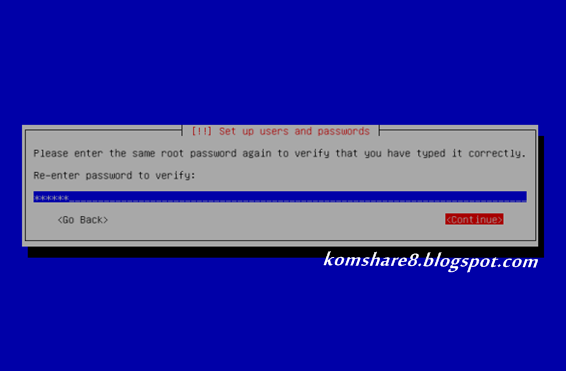 [!!] Set up users and passwords
Please enter the same root password again to verify that you have typed it correctly.
Re-enter password to verify:
******
<Go Back> <Continue>
komshare8.blogspot.com